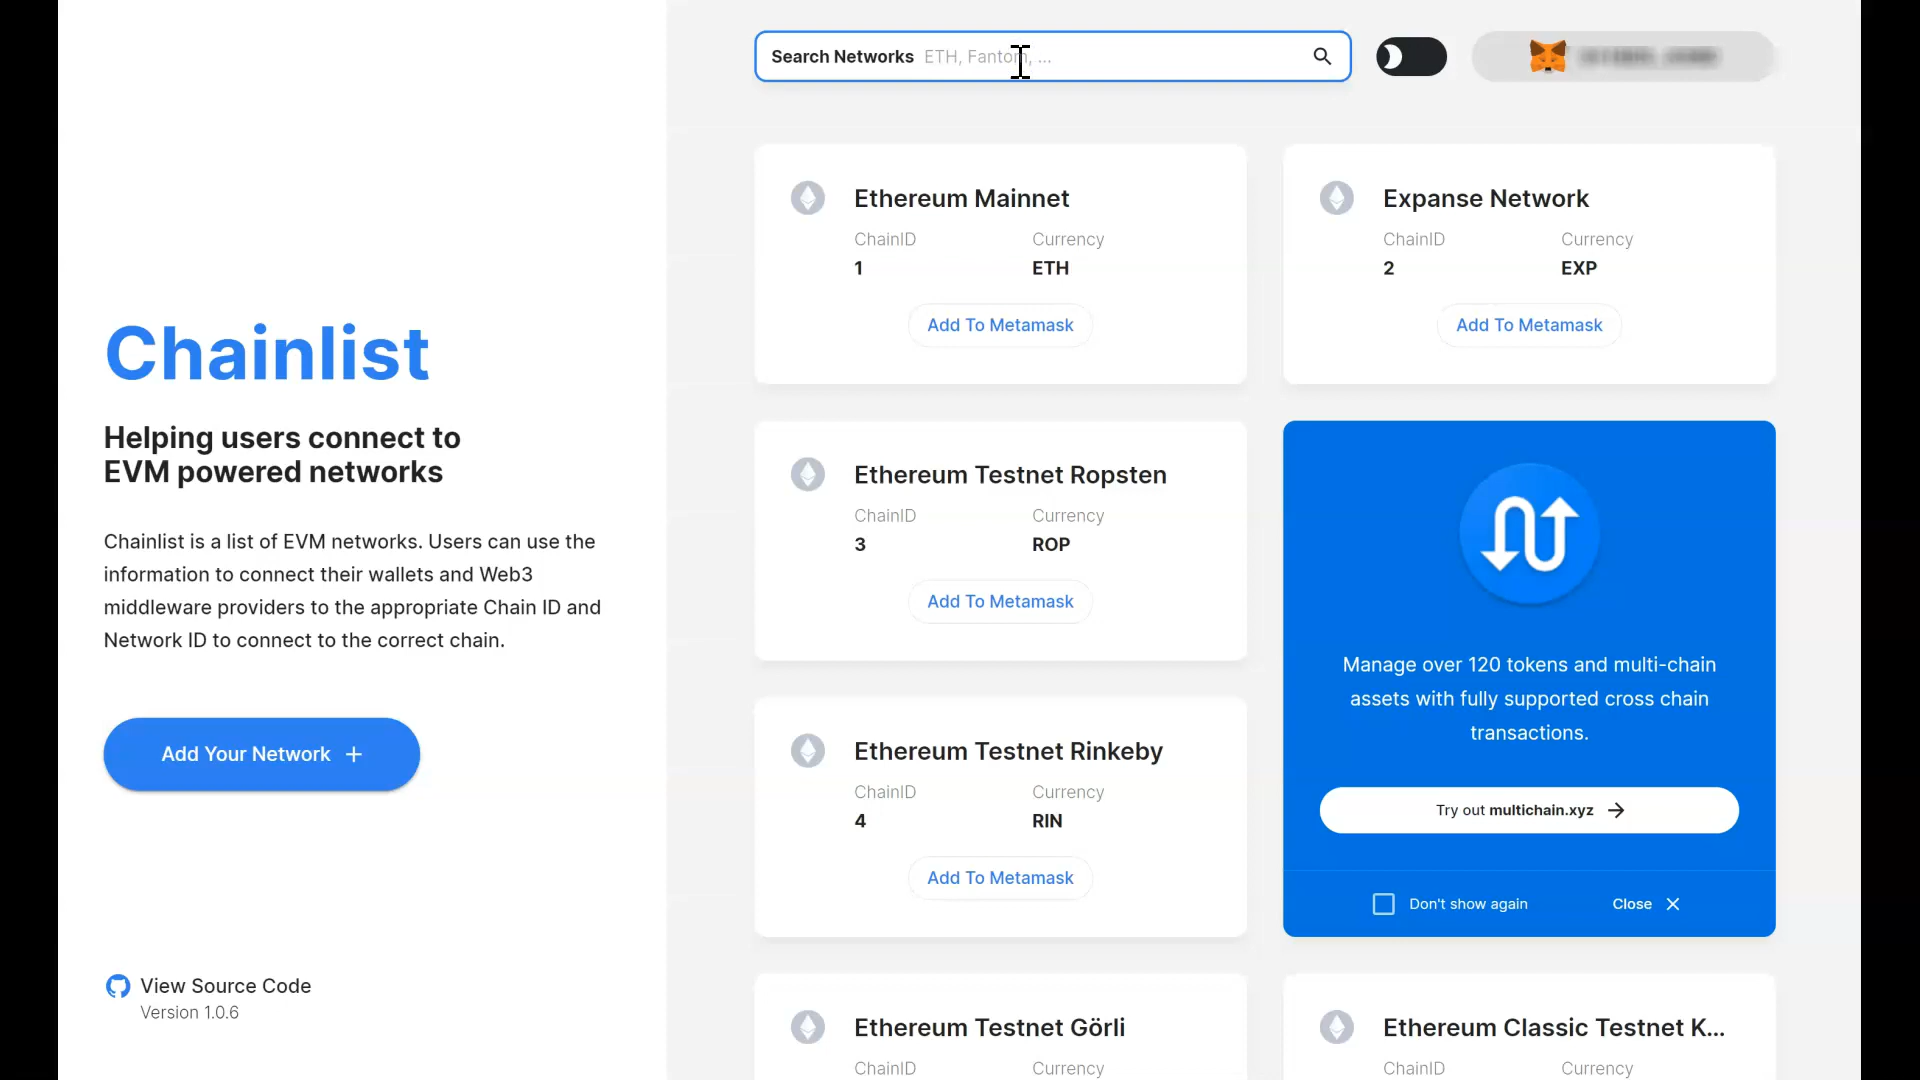 Search Networks ETH, Fantom, ...
Chainlist
Helping users connect to
EVM powered networks
Chainlist is a list of EVM networks. Users can use the
information to connect their wallets and Web3
middleware providers to the appropriate Chain ID and
Network ID to connect to the correct chain.
Add Your Network +
View Source Code
Version 1.0.6
Ethereum Mainnet
ChainID Currency
1 ETH
Add To Metamask
Expanse Network
ChainID Currency
2 EXP
Add To Metamask
Ethereum Testnet Ropsten
ChainID Currency
3 ROP
Add To Metamask
Manage over 120 tokens and multi-chain
assets with fully supported cross chain
transactions.
Try out multichain.xyz
Don't show again Close
Ethereum Testnet Rinkeby
ChainID Currency
4 RIN
Add To Metamask
Ethereum Testnet Görli
ChainID Currency
Ethereum Classic Testnet K...
ChainID Currency